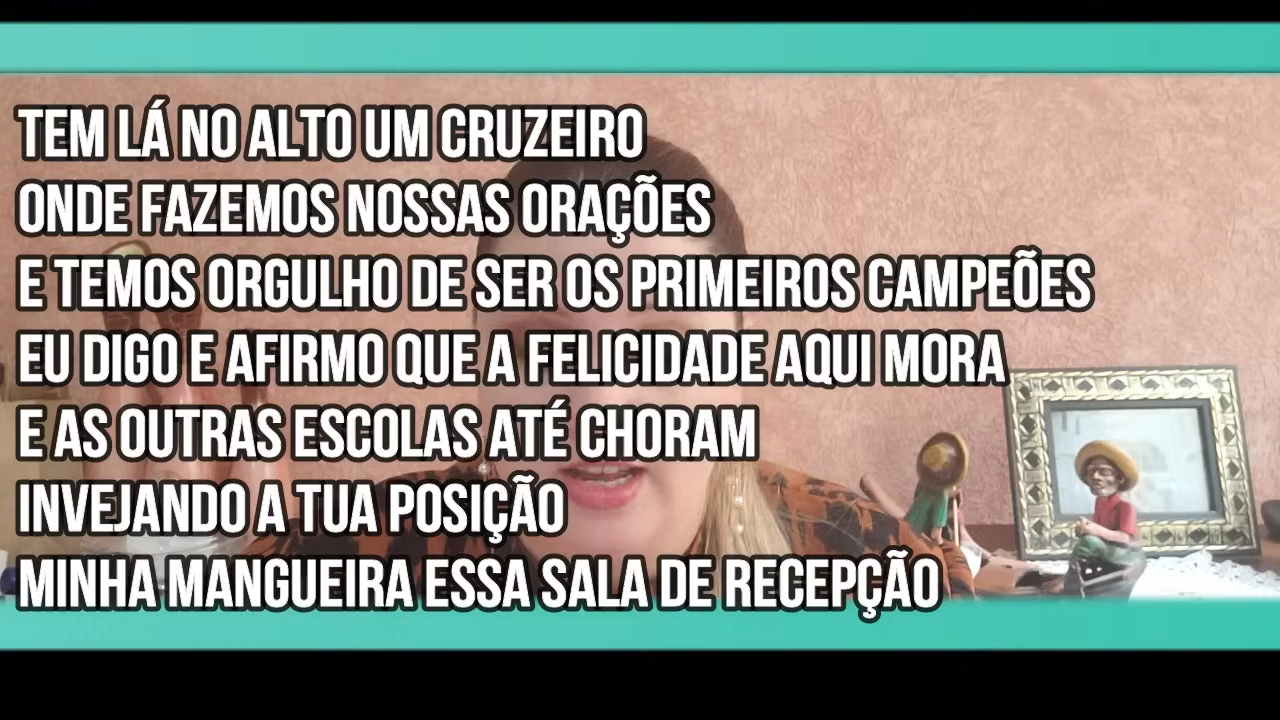 TEM LÁ NO ALTO UM CRUZEIRO
ONDE FAZEMOS NOSSAS ORAÇÕES
E TEMOS ORGULHO DE SER OS PRIMEIROS CAMPEÕES
EU DIGO E AFIRMO QUE A FELICIDADE AQUI MORA
E AS OUTRAS ESCOLAS ATÉ CHORAM
INVEJANDO A TUA POSIÇÃO
MINHA MANGUEIRA ESSA SALA DE RECEPÇÃO